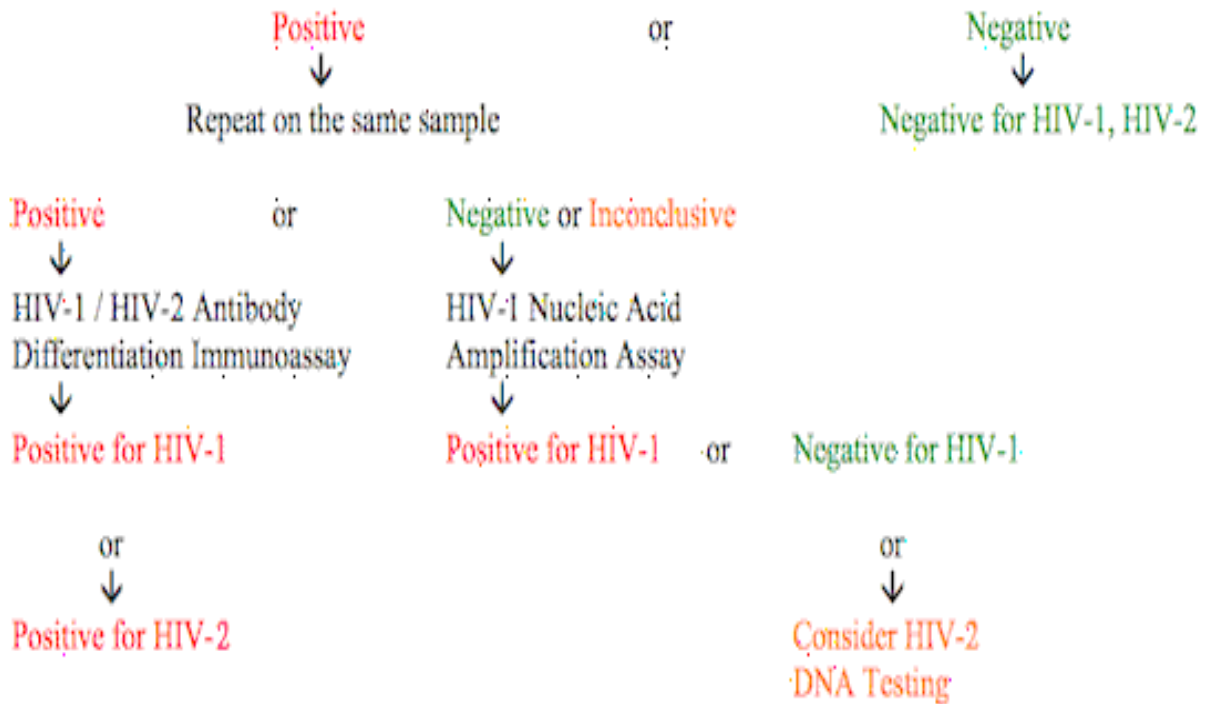 Positive or Negative
↓ ↓
Repeat on the same sample Negative for HIV-1, HIV-2
Positive or Negative or Inconclusive
↓ ↓
HIV-1 / HIV-2 Antibody HIV-1 Nucleic Acid
Differentiation Immunoassay Amplification Assay
↓ ↓
Positive for HIV-1 Positive for HIV-1 or Negative for HIV-1
or or
↓ ↓
Positive for HIV-2 Consider HIV-2
DNA Testing